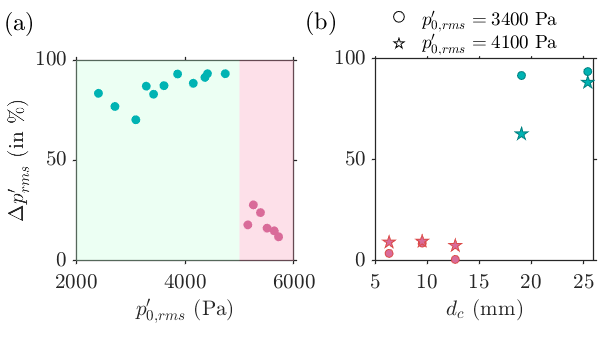 (a)
100
50
0
2000
4000
6000
Δp′rms (in %)
p′0,rms (Pa)
(b)
p′0,rms = 3400 Pa
p′0,rms = 4100 Pa
100
50
0
5
10
15
20
25
dc (mm)